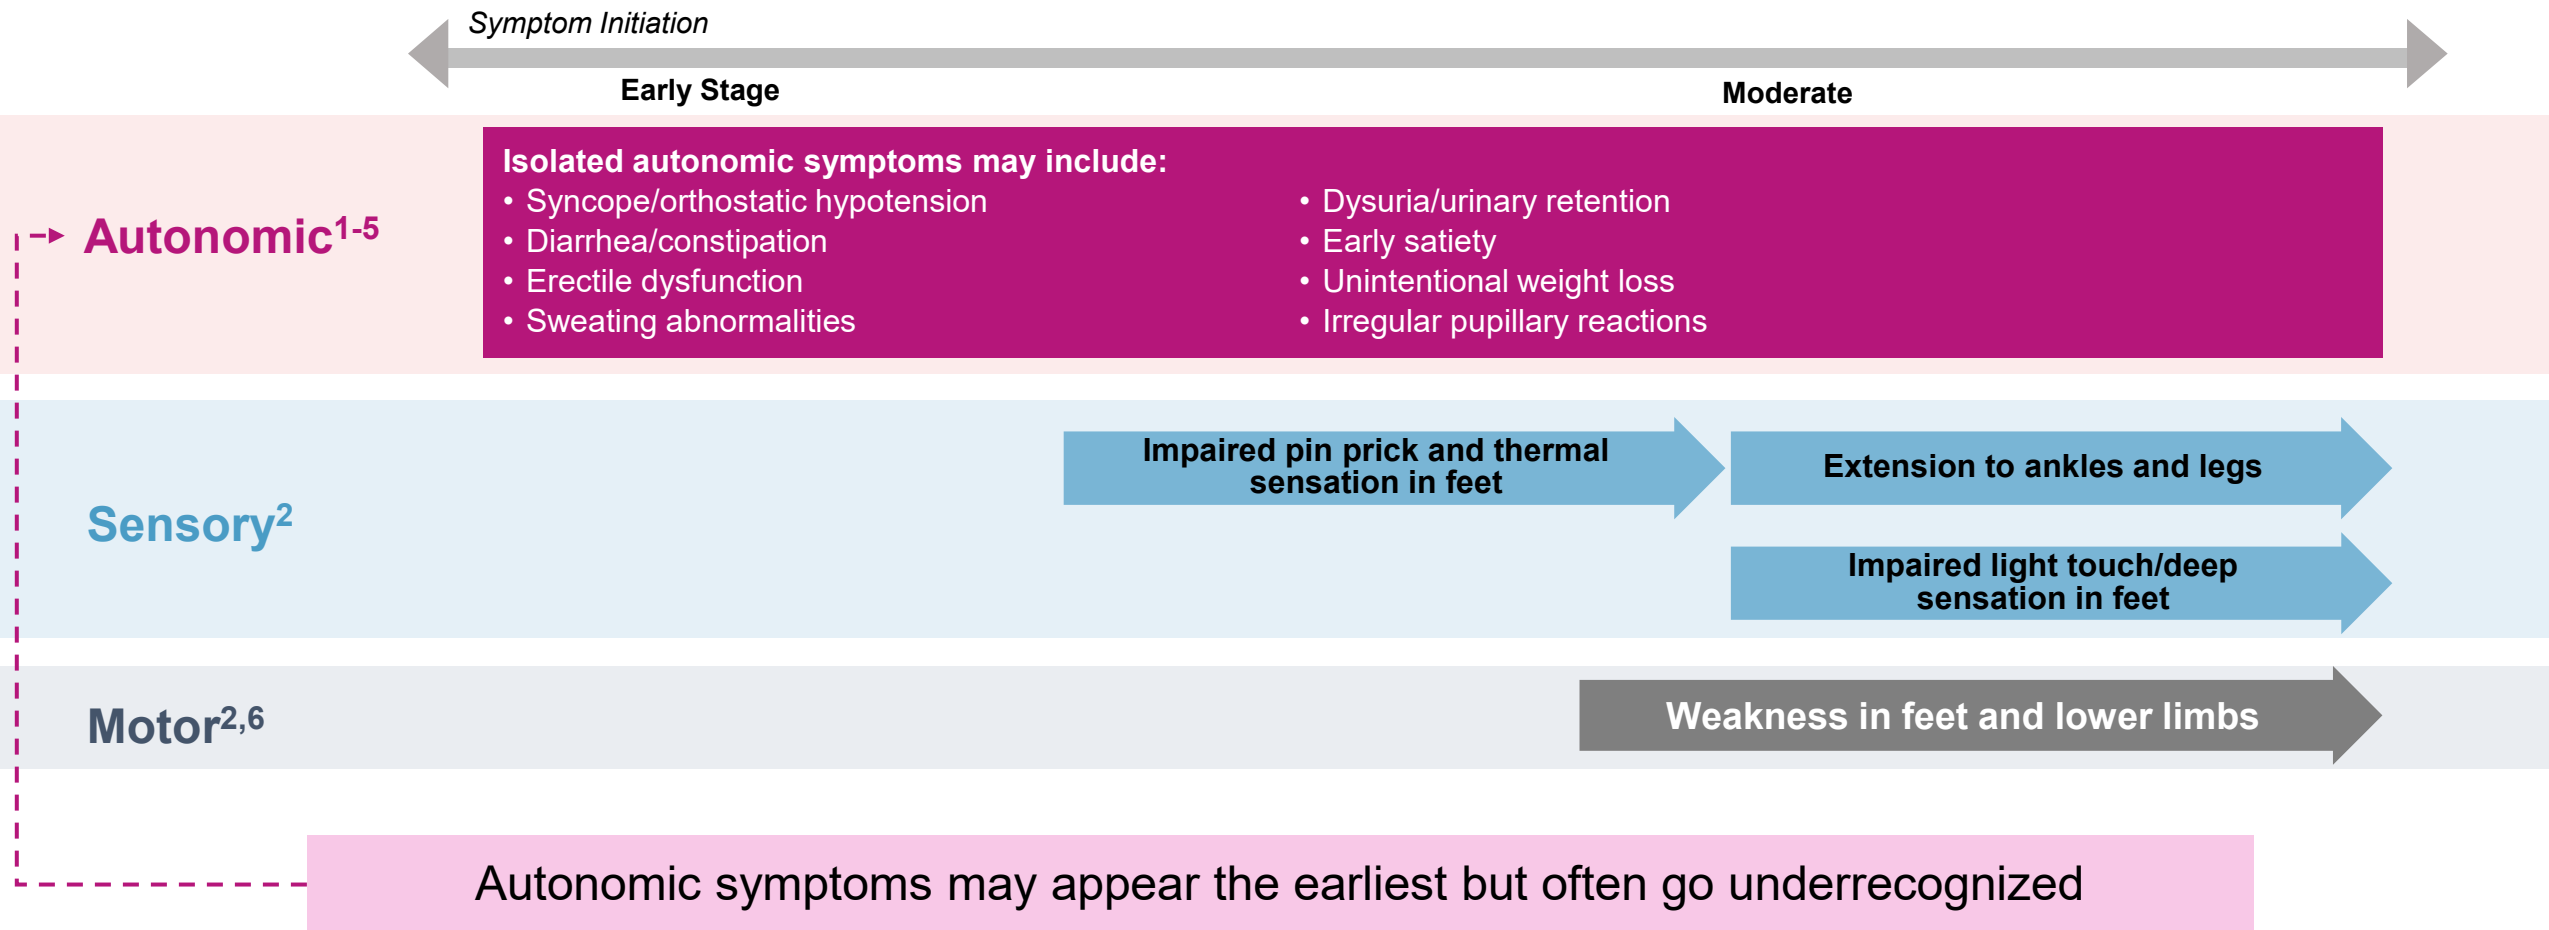 Symptom Initiation
Early Stage
Moderate
Autonomic1-5
Isolated autonomic symptoms may include:
• Syncope/orthostatic hypotension
• Diarrhea/constipation
• Erectile dysfunction
• Sweating abnormalities
• Dysuria/urinary retention
• Early satiety
• Unintentional weight loss
• Irregular pupillary reactions
Sensory2
Impaired pin prick and thermal
sensation in feet
Extension to ankles and legs
Impaired light touch/deep
sensation in feet
Motor2,6
Weakness in feet and lower limbs
Autonomic symptoms may appear the earliest but often go underrecognized